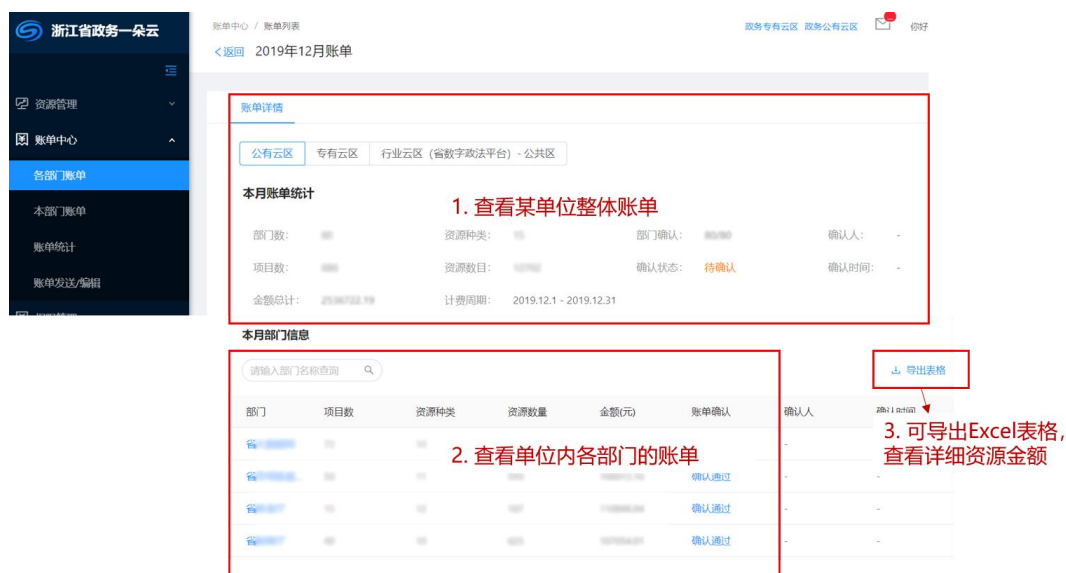 浙江省政务一朵云
账单中心 / 账单列表
政务专有云区 政务公有云区 你好
<返回 2019年12月账单
资源管理
账单中心
各部门账单
本部门账单
账单统计
账单发送/编辑
账单详情
公有云区 专有云区 行业云区（省数字政法平台）- 公共区
本月账单统计
1. 查看某单位整体账单
部门数： 资源种类： 部门确认： 确认人： -
项目数： 资源数目： 确认状态： 待确认 确认时间： -
金额总计： 计费周期： 2019.12.1 - 2019.12.31
本月部门信息
请输入部门名称查询
导出表格
部门 项目数 资源种类 资源数量 金额(元) 账单确认 确认人 确认时间
3. 可导出Excel表格，
查看详细资源金额
省 -
2. 查看单位内各部门的账单
省 确认通过 - -
省 确认通过 - -
省 确认通过 - -